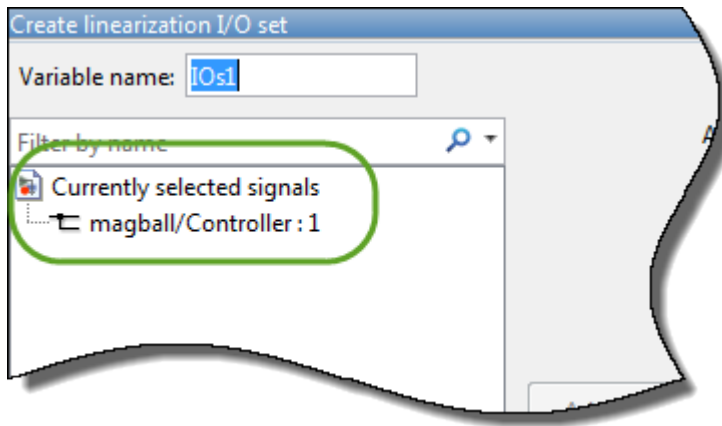 Create linearization I/O set
Variable name: IOs1
Filter by name
Currently selected signals
magball/Controller : 1